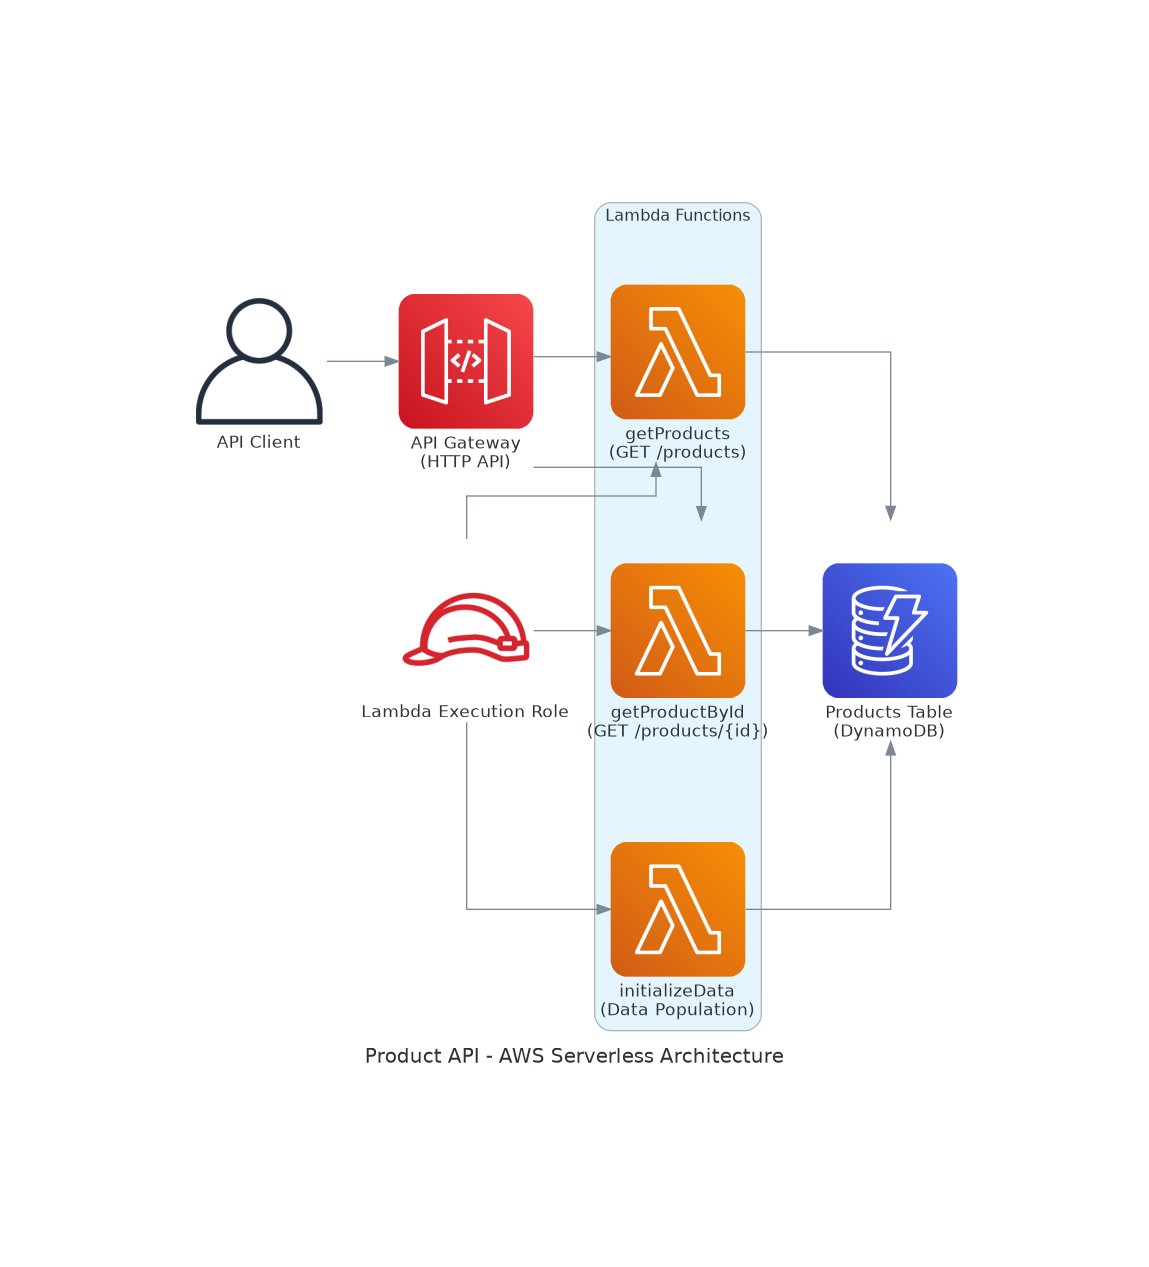 Lambda Functions
API Client
API Gateway
(HTTP API)
getProducts
(GET /products)
Lambda Execution Role
getProductById
(GET /products/{id})
Products Table
(DynamoDB)
initializeData
(Data Population)
Product API - AWS Serverless Architecture